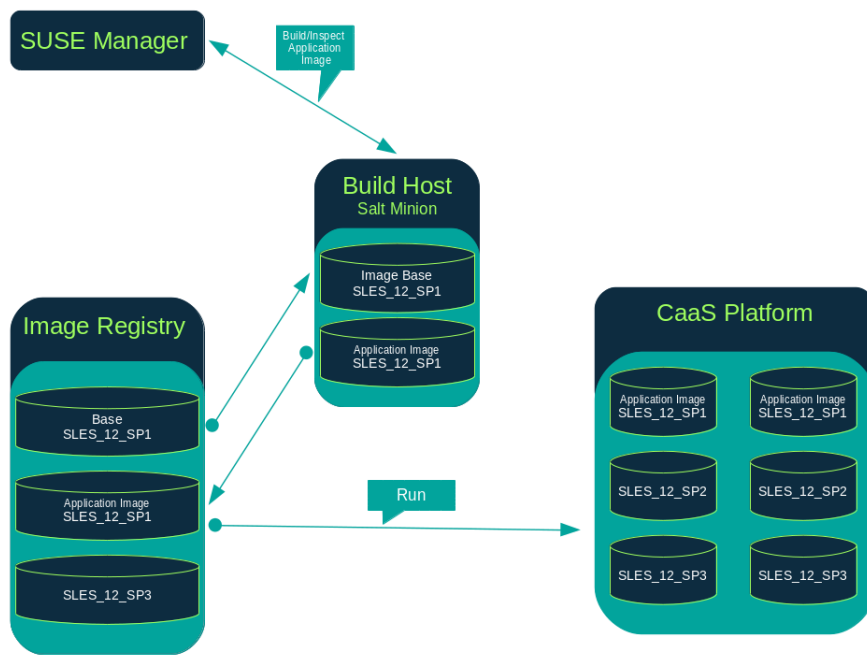 SUSE Manager
Build/Inspect
Application
Image
Build Host
Salt Minion
Image Base
SLES_12_SP1
Application Image
SLES_12_SP1
Image Registry
Base
SLES_12_SP1
Application Image
SLES_12_SP1
SLES_12_SP3
Run
CaaS Platform
Application Image
SLES_12_SP1
Application Image
SLES_12_SP1
SLES_12_SP2
SLES_12_SP2
SLES_12_SP3
SLES_12_SP3